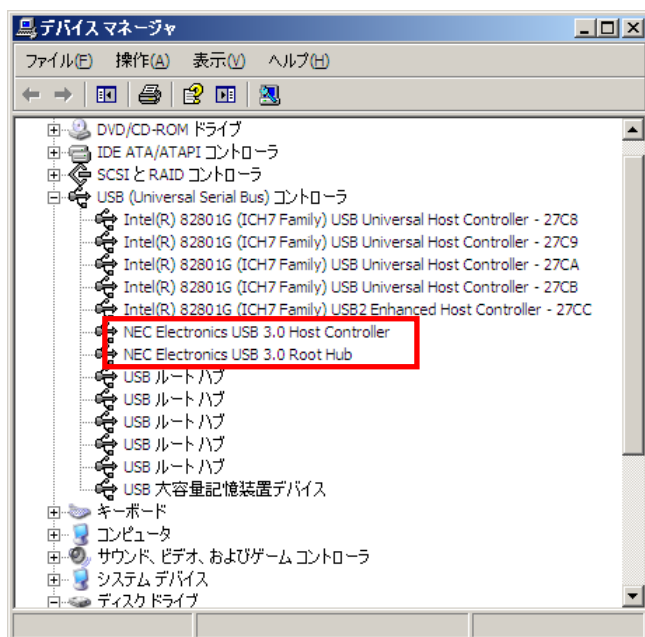 デバイス マネージャ
ファイル(F) 操作(A) 表示(V) ヘルプ(H)
DVD/CD-ROM ドライブ
IDE ATA/ATAPI コントローラ
SCSI と RAID コントローラ
USB (Universal Serial Bus) コントローラ
Intel(R) 82801G (ICH7 Family) USB Universal Host Controller - 27C8
Intel(R) 82801G (ICH7 Family) USB Universal Host Controller - 27C9
Intel(R) 82801G (ICH7 Family) USB Universal Host Controller - 27CA
Intel(R) 82801G (ICH7 Family) USB Universal Host Controller - 27CB
Intel(R) 82801G (ICH7 Family) USB2 Enhanced Host Controller - 27CC
NEC Electronics USB 3.0 Host Controller
NEC Electronics USB 3.0 Root Hub
USB ルート ハブ
USB ルート ハブ
USB ルート ハブ
USB ルート ハブ
USB ルート ハブ
USB 大容量記憶装置デバイス
キーボード
コンピュータ
サウンド、ビデオ、およびゲーム コントローラ
システム デバイス
ディスク ドライブ